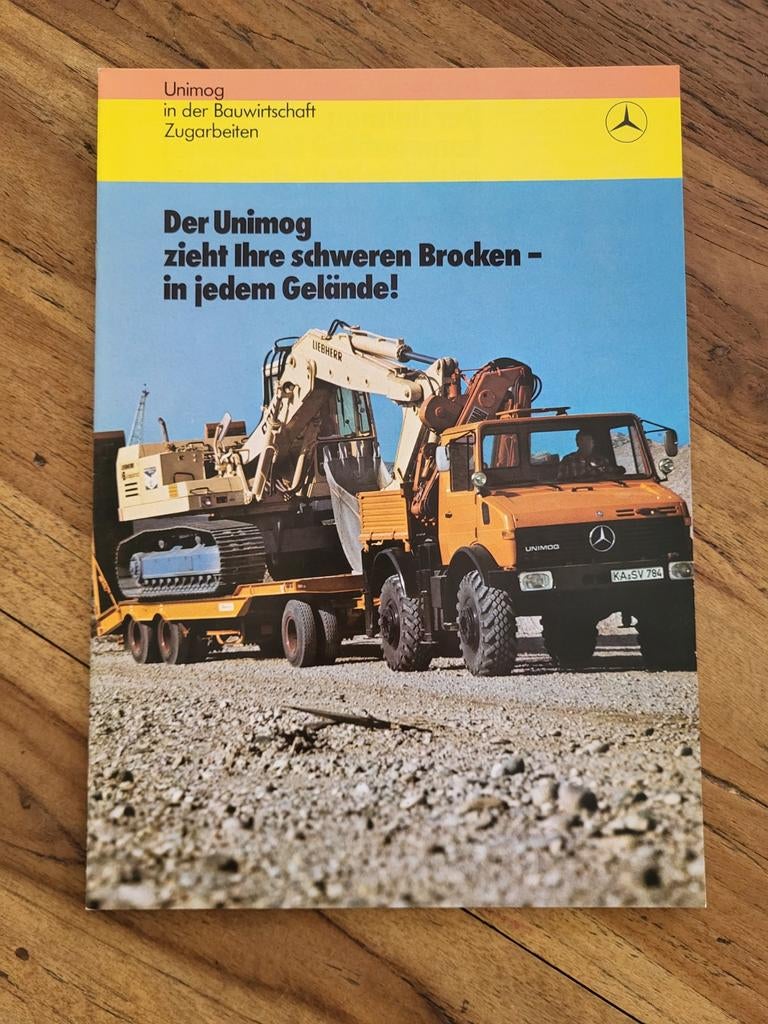 Unimog
in der Bauwirtschaft
Zugarbeiten
Der Unimog
zieht Ihre schweren Brocken –
in jedem Gelände!
LIEBHERR
UNIMOG
KA SV 784